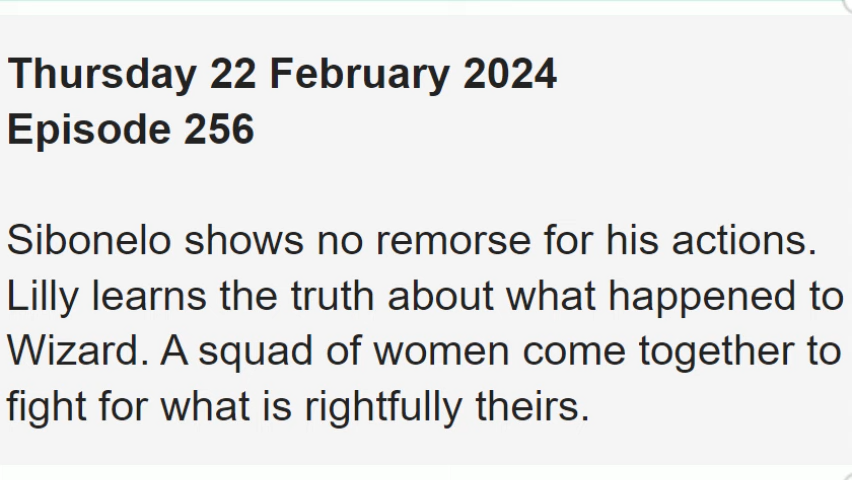 Thursday 22 February 2024
Episode 256
Sibonelo shows no remorse for his actions.
Lilly learns the truth about what happened to
Wizard. A squad of women come together to
fight for what is rightfully theirs.